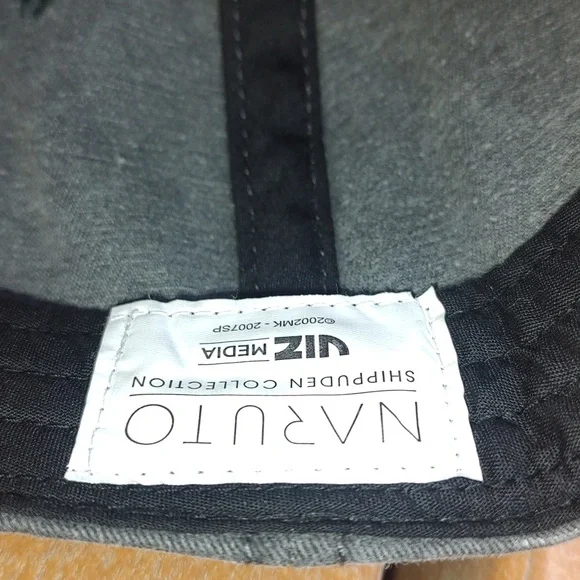 NARUTO
SHIPPUDEN COLLECTION
VIZ MEDIA
©2002MK - 2007SP